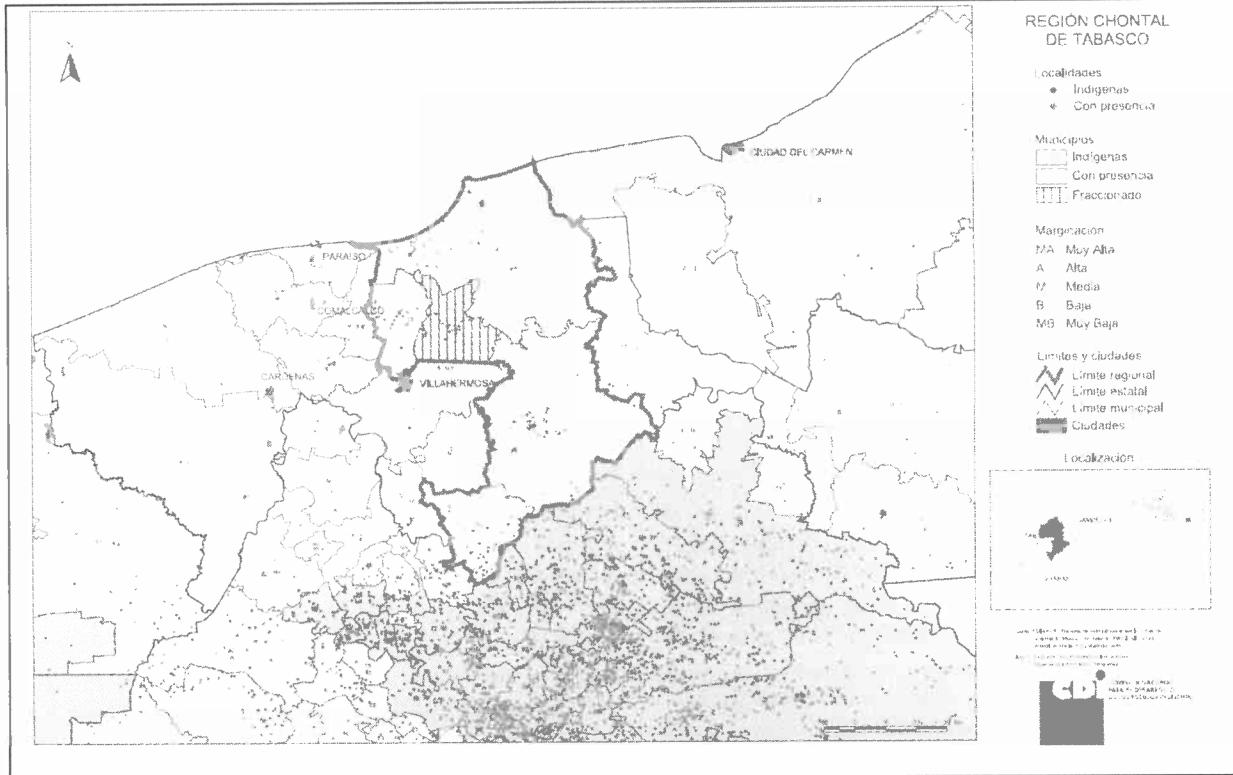 REGIÓN CHONTAL
DE TABASCO
Localidades
Indígenas
Con presencia
Municipios
Indígenas
Con presencia
Fraccionado
Marginación
MA Muy Alta
A Alta
M Media
B Baja
MB Muy Baja
Límites y ciudades
Límite regional
Límite estatal
Límite municipal
Ciudades
Localización
CIUDAD DEL CARMEN
PARAISO
COMALCALCO
CÁRDENAS
VILLAHERMOSA
CDI